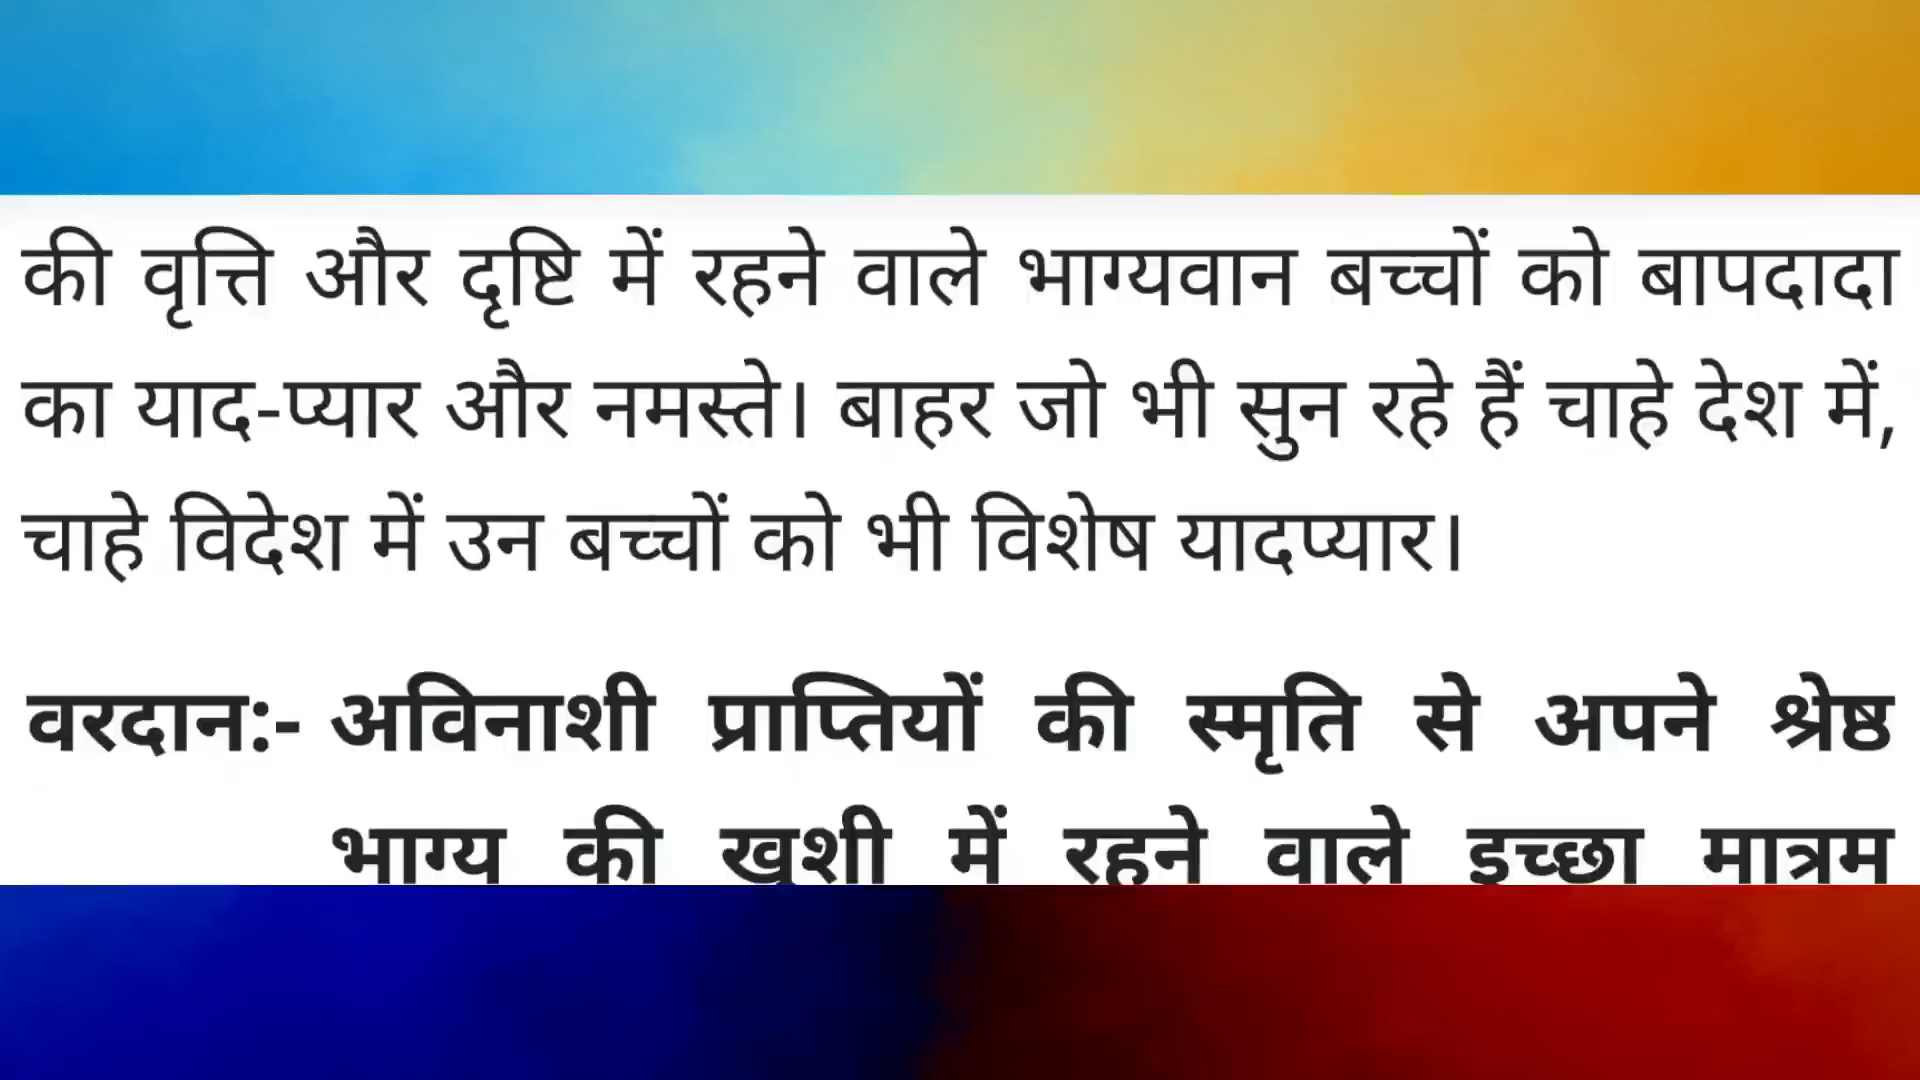 की वृत्ति और दृष्टि में रहने वाले भाग्यवान बच्चों को बापदादा
का याद-प्यार और नमस्ते। बाहर जो भी सुन रहे हैं चाहे देश में,
चाहे विदेश में उन बच्चों को भी विशेष यादप्यार।
वरदान:- अविनाशी प्राप्तियों की स्मृति से अपने श्रेष्ठ
भाग्य की खुशी में रहने वाले इच्छा मात्रम